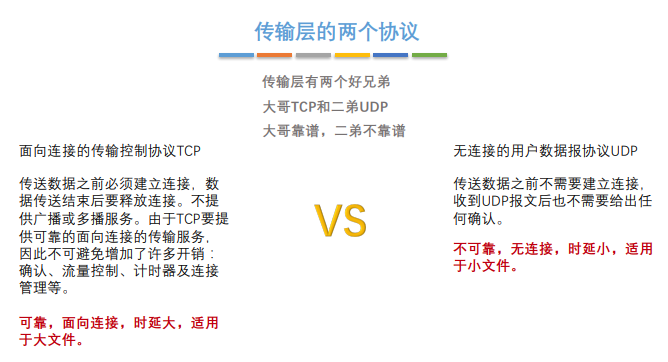 传输层的两个协议
传输层有两个好兄弟
大哥TCP和二弟UDP
大哥靠谱，二弟不靠谱
面向连接的传输控制协议TCP
传送数据之前必须建立连接，数
据传送结束后要释放连接。不提
供广播或多播服务。由于TCP要提
供可靠的面向连接的传输服务，
因此不可避免增加了许多开销：
确认、流量控制、计时器及连接
管理等。
可靠，面向连接，时延大，适用
于大文件。
VS
无连接的用户数据报协议UDP
传送数据之前不需要建立连接，
收到UDP报文后也不需要给出任
何确认。
不可靠，无连接，时延小，适用
于小文件。